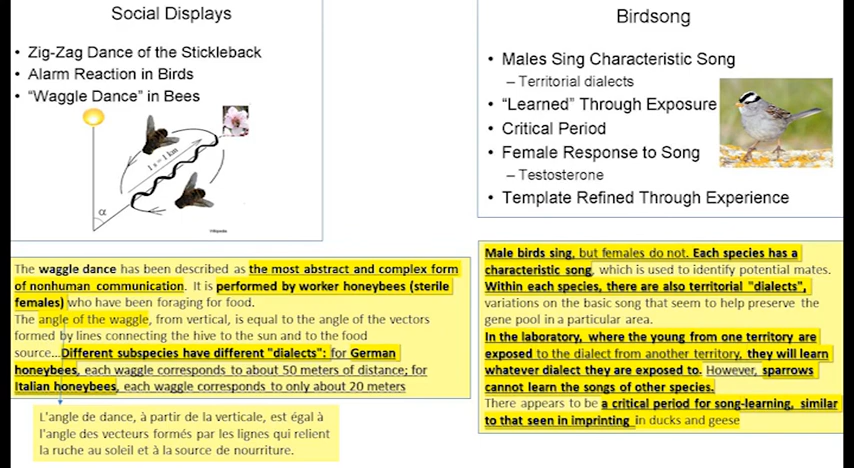 Social Displays
• Zig-Zag Dance of the Stickleback
• Alarm Reaction in Birds
• "Waggle Dance" in Bees
1 s = 1 km
α
The waggle dance has been described as the most abstract and complex form
of nonhuman communication. It is performed by worker honeybees (sterile
females) who have been foraging for food.
The angle of the waggle, from vertical, is equal to the angle of the vectors
formed by lines connecting the hive to the sun and to the food
source...Different subspecies have different "dialects": for German
honeybees, each waggle corresponds to about 50 meters of distance; for
Italian honeybees, each waggle corresponds to only about 20 meters
L'angle de dance, à partir de la verticale, est égal à
l'angle des vecteurs formés par les lignes qui relient
la ruche au soleil et à la source de nourriture.
Birdsong
• Males Sing Characteristic Song
– Territorial dialects
• "Learned" Through Exposure
• Critical Period
• Female Response to Song
– Testosterone
• Template Refined Through Experience
Male birds sing, but females do not. Each species has a
characteristic song, which is used to identify potential mates.
Within each species, there are also territorial "dialects",
variations on the basic song that seem to help preserve the
gene pool in a particular area.
In the laboratory, where the young from one territory are
exposed to the dialect from another territory, they will learn
whatever dialect they are exposed to. However, sparrows
cannot learn the songs of other species.
There appears to be a critical period for song-learning, similar
to that seen in imprinting in ducks and geese